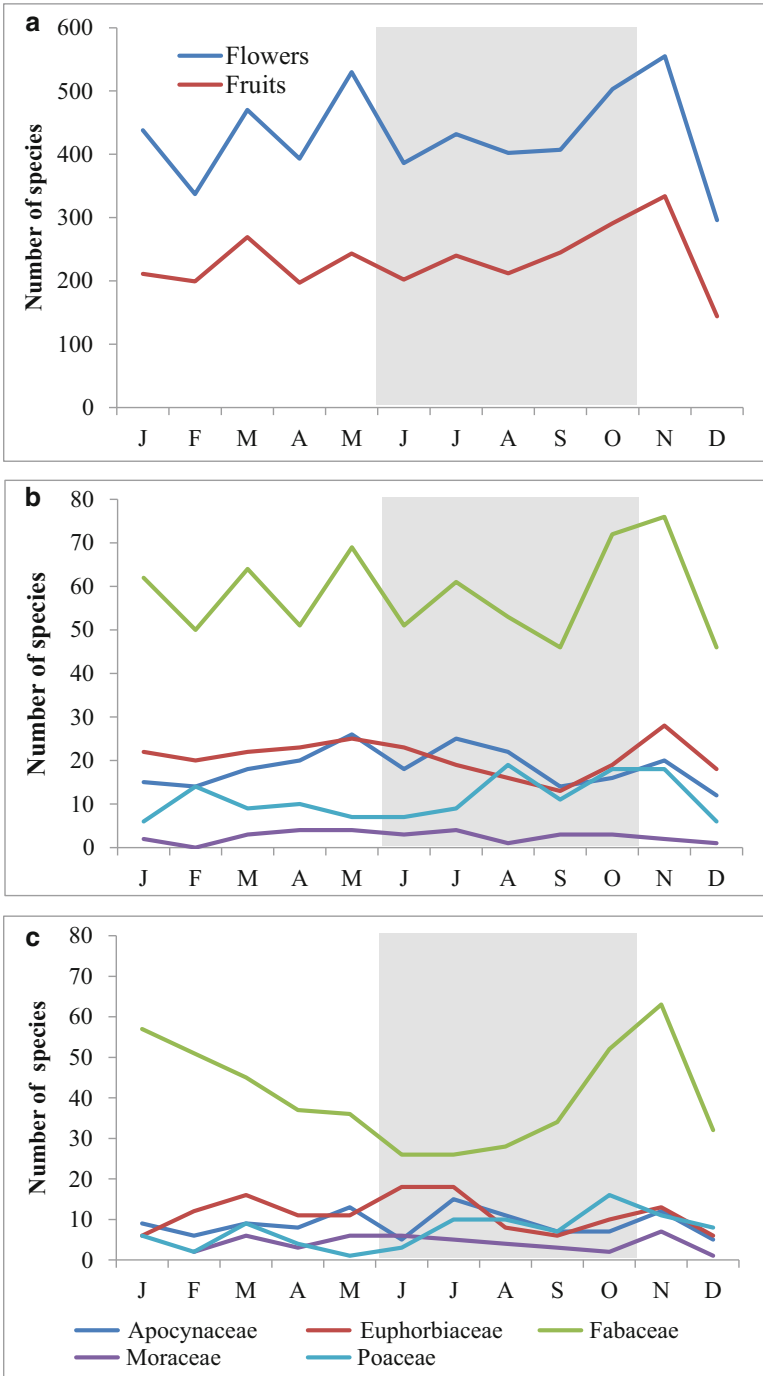 a
600
500
400
300
200
100
0
Number of species
Flowers
Fruits
J F M A M J J A S O N D
b
80
70
60
50
40
30
20
10
0
Number of species
J F M A M J J A S O N D
c
80
70
60
50
40
30
20
10
0
Number of species
J F M A M J J A S O N D
Apocynaceae Euphorbiaceae Fabaceae
Moraceae Poaceae